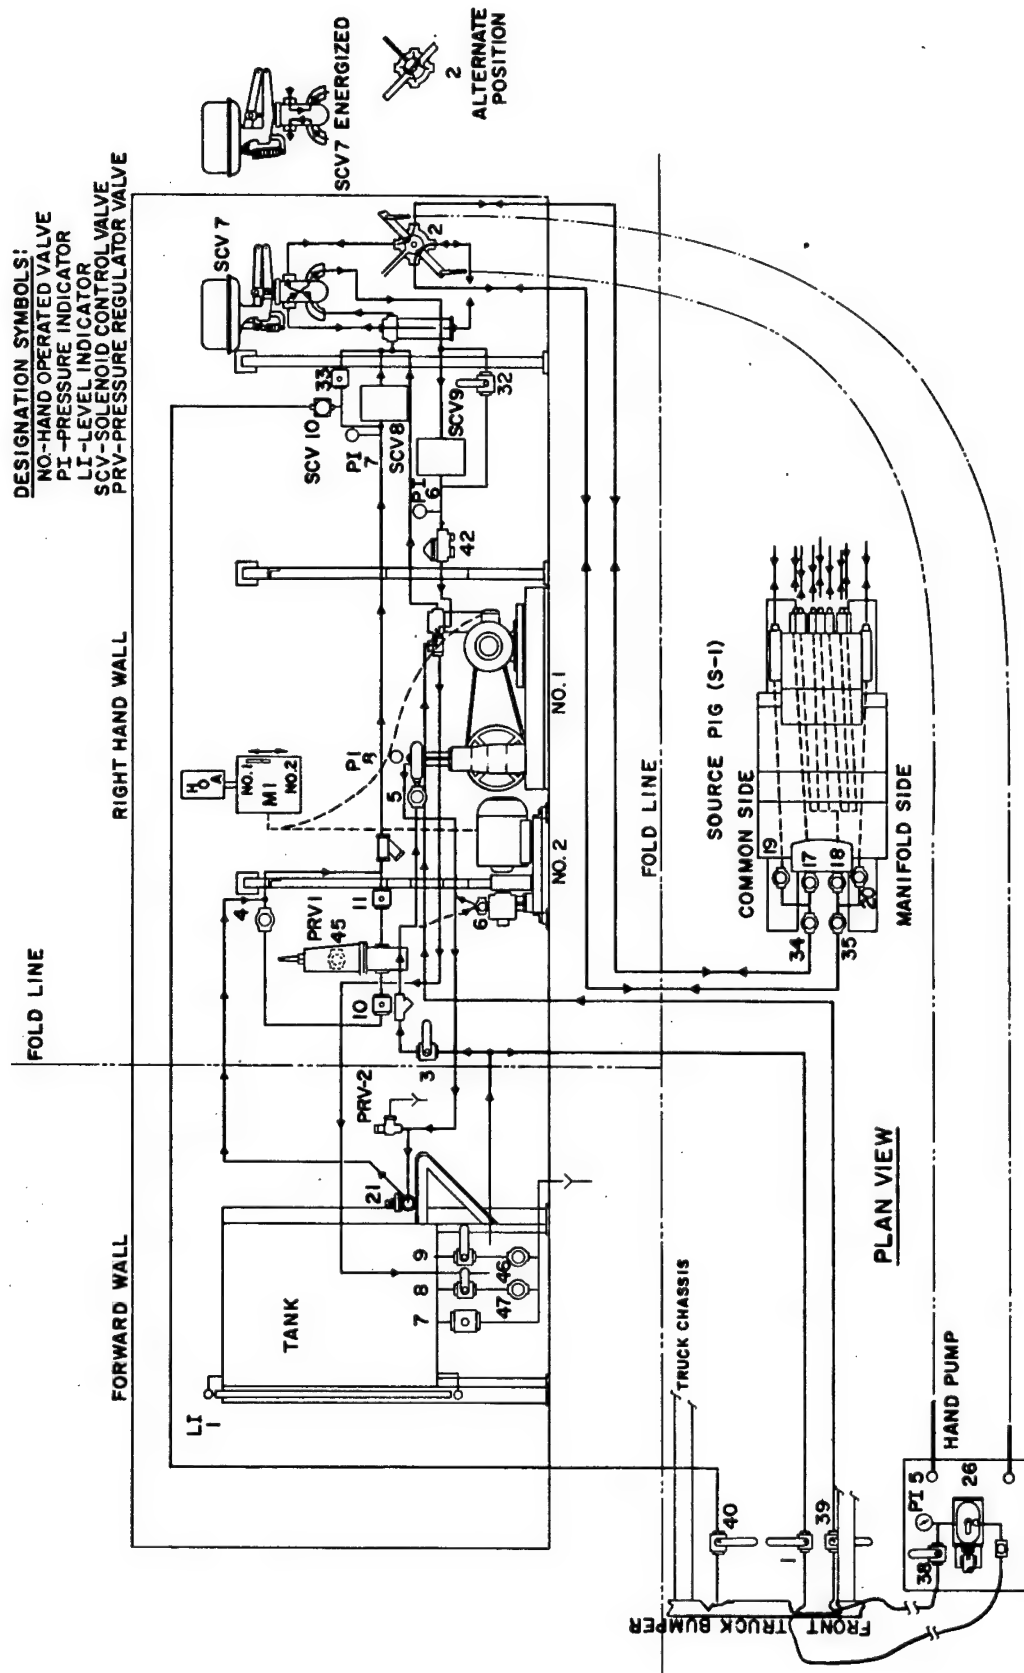 DESIGNATION SYMBOLS:
NO.-HAND OPERATED VALVE
PI-PRESSURE INDICATOR
LI-LEVEL INDICATOR
SCV-SOLENOID CONTROL VALVE
PRV-PRESSURE REGULATOR VALVE
SCV7 ENERGIZED
2
ALTERNATE
POSITION
FORWARD WALL
FOLD LINE
RIGHT HAND WALL
LI
1
TANK
7
8
9
47
46
21
PRV-2
3
10
PRV1
45
11
4
6
5
PI
8
H
O
A
NO.1
MI
NO.2
NO.2
NO.1
42
PI
6
SCV9
32
SCV8
PI
7
SCV 10
33
SCV 7
2
FOLD LINE
SOURCE PIG (S-1)
COMMON SIDE
19
17
18
20
34
35
MANIFOLD SIDE
PLAN VIEW
TRUCK CHASSIS
40
1
39
FRONT TRUCK BUMPER
HAND PUMP
PI 5
26
38